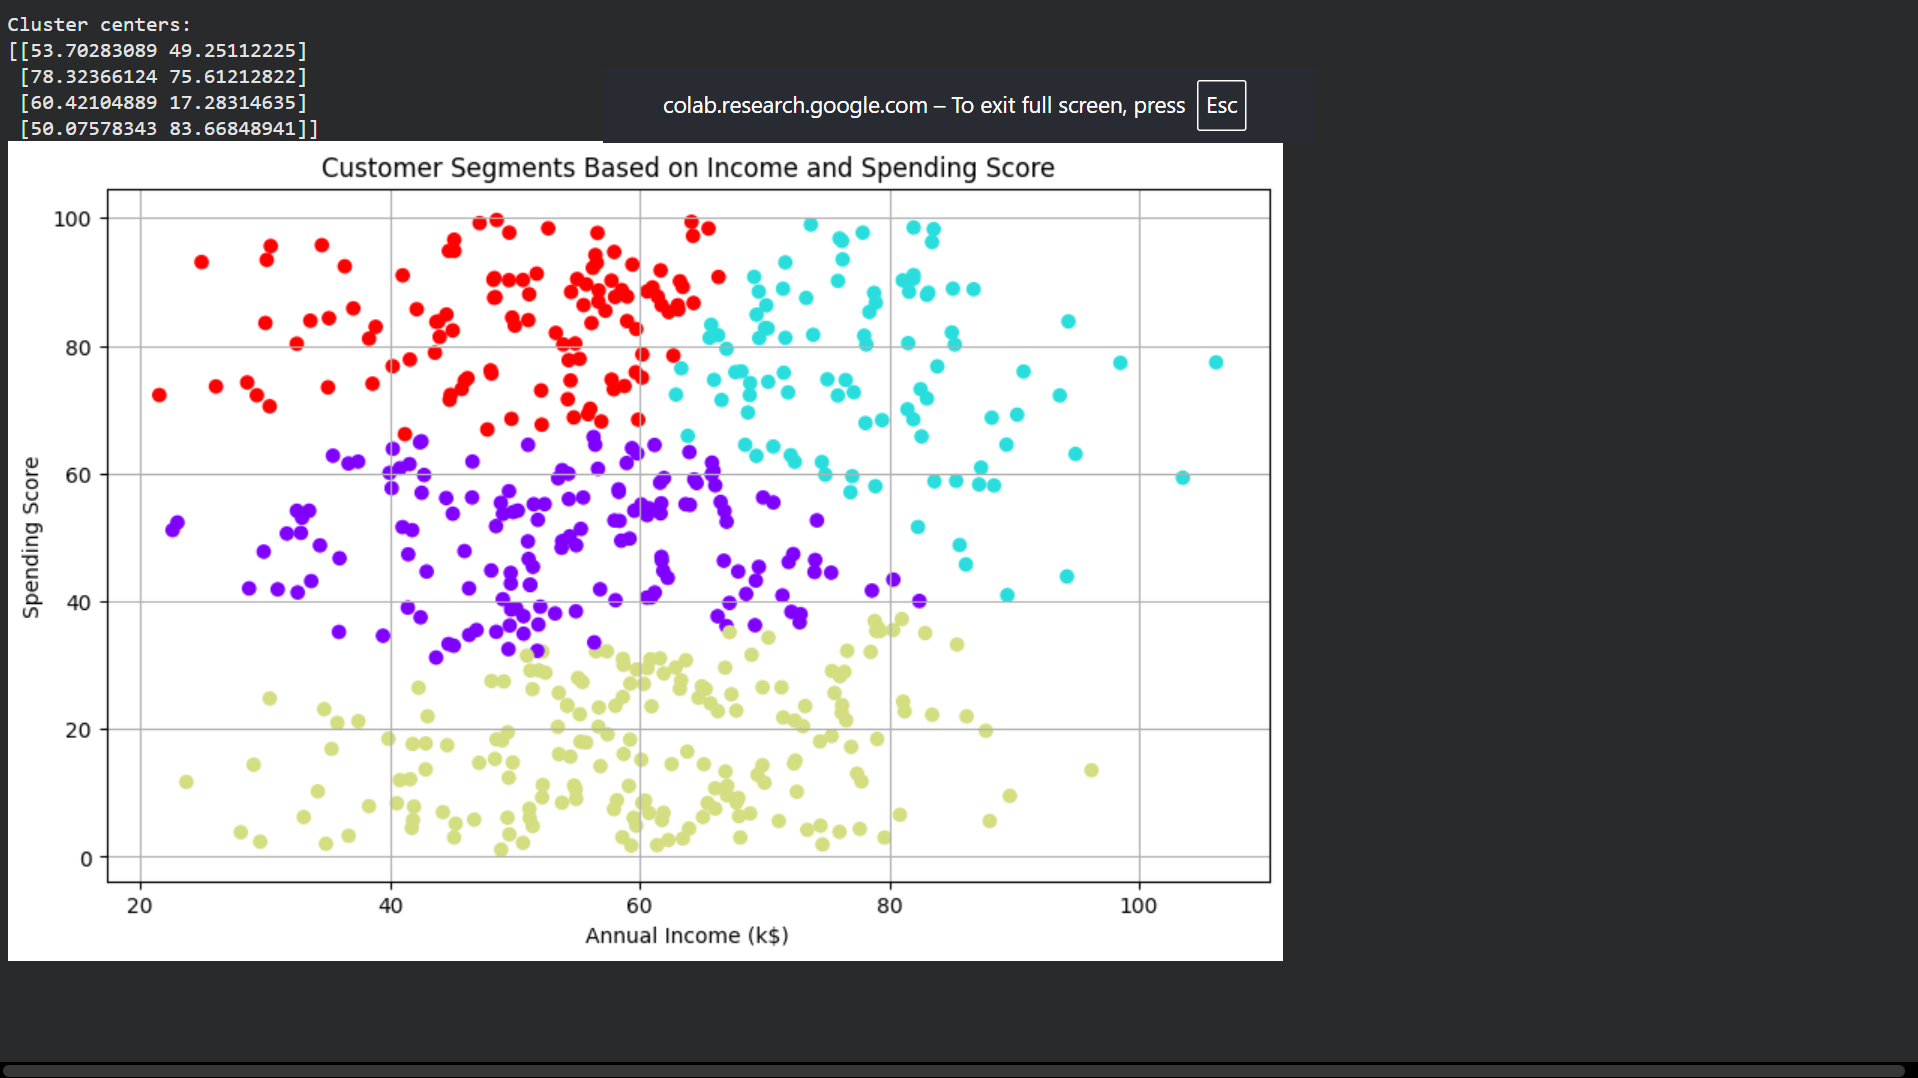 Cluster centers:
[[53.70283089 49.25112225]
[78.32366124 75.61212822]
[60.42104889 17.28314635]
[50.07578343 83.66848941]]
colab.research.google.com – To exit full screen, press Esc
Customer Segments Based on Income and Spending Score
100
80
60
40
20
0
Spending Score
20 40 60 80 100
Annual Income (k$)